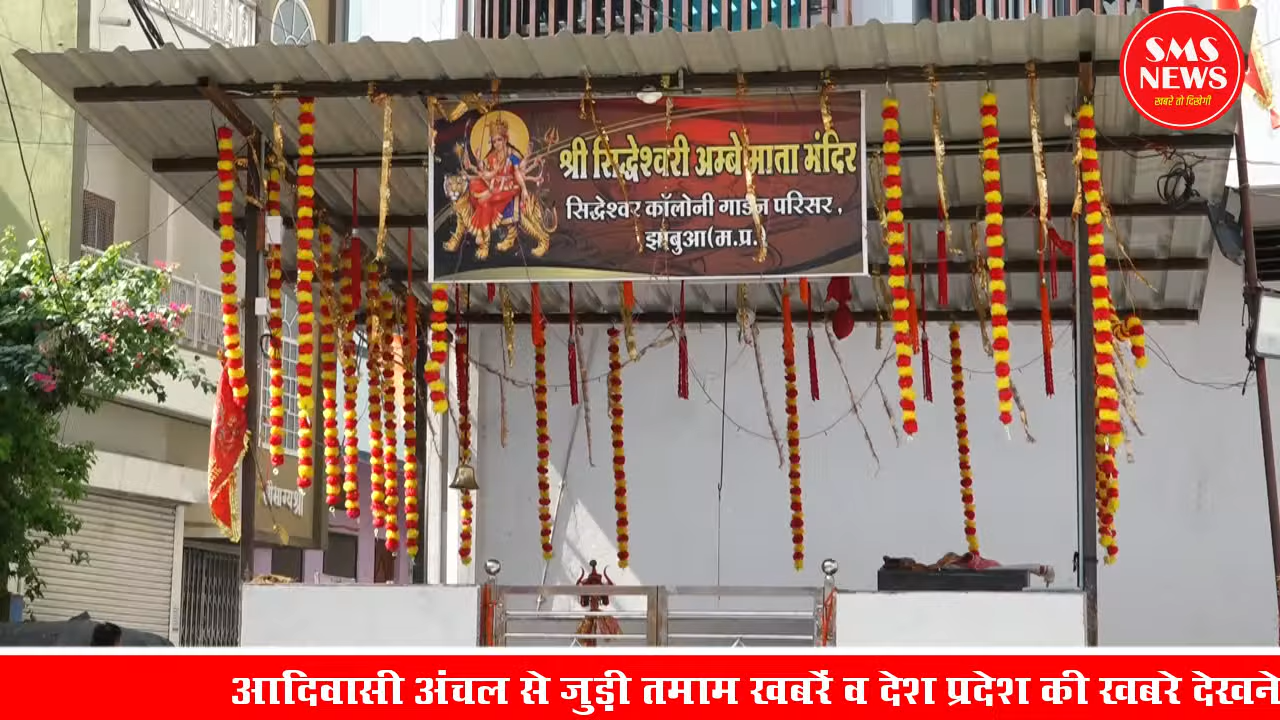 SMS
NEWS
खबरे तो दिखेगी
श्री सिद्धेश्वरी अम्बे माता मंदिर
सिद्धेश्वर कॉलोनी गार्डन परिसर,
झाबुआ(म.प्र.)
आदिवासी अंचल से जुड़ी तमाम खबरें व देश प्रदेश की खबरे देखने